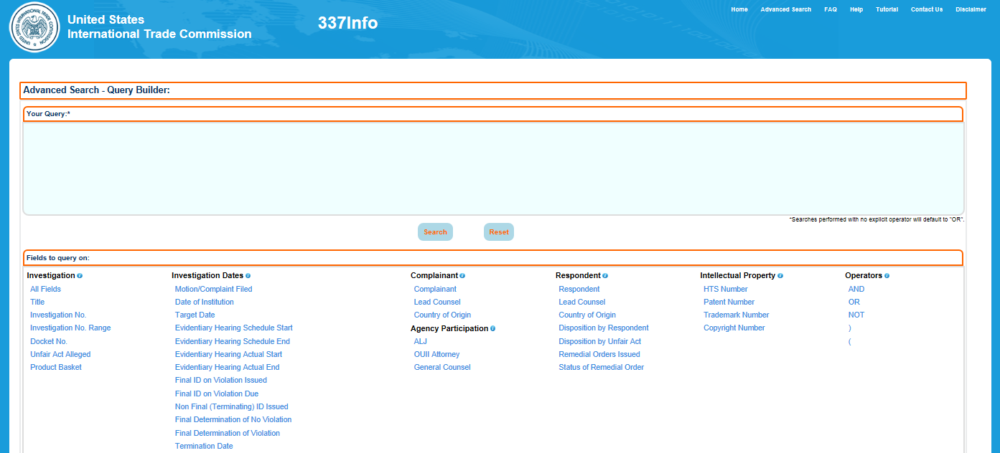 Home Advanced Search FAQ Help Tutorial Contact Us Disclaimer
United States
International Trade Commission
337Info
Advanced Search - Query Builder:
Your Query:*
*Searches performed with no explicit operator will default to "OR".
Search Reset
Fields to query on:
Investigation
All Fields
Title
Investigation No.
Investigation No. Range
Docket No.
Unfair Act Alleged
Product Basket
Investigation Dates
Motion/Complaint Filed
Date of Institution
Target Date
Evidentiary Hearing Schedule Start
Evidentiary Hearing Schedule End
Evidentiary Hearing Actual Start
Evidentiary Hearing Actual End
Final ID on Violation Issued
Final ID on Violation Due
Non Final (Terminating) ID Issued
Final Determination of No Violation
Final Determination of Violation
Termination Date
Complainant
Complainant
Lead Counsel
Country of Origin
Agency Participation
ALJ
OUII Attorney
General Counsel
Respondent
Respondent
Lead Counsel
Country of Origin
Disposition by Respondent
Disposition by Unfair Act
Remedial Orders Issued
Status of Remedial Order
Intellectual Property
HTS Number
Patent Number
Trademark Number
Copyright Number
Operators
AND
OR
NOT
)
(